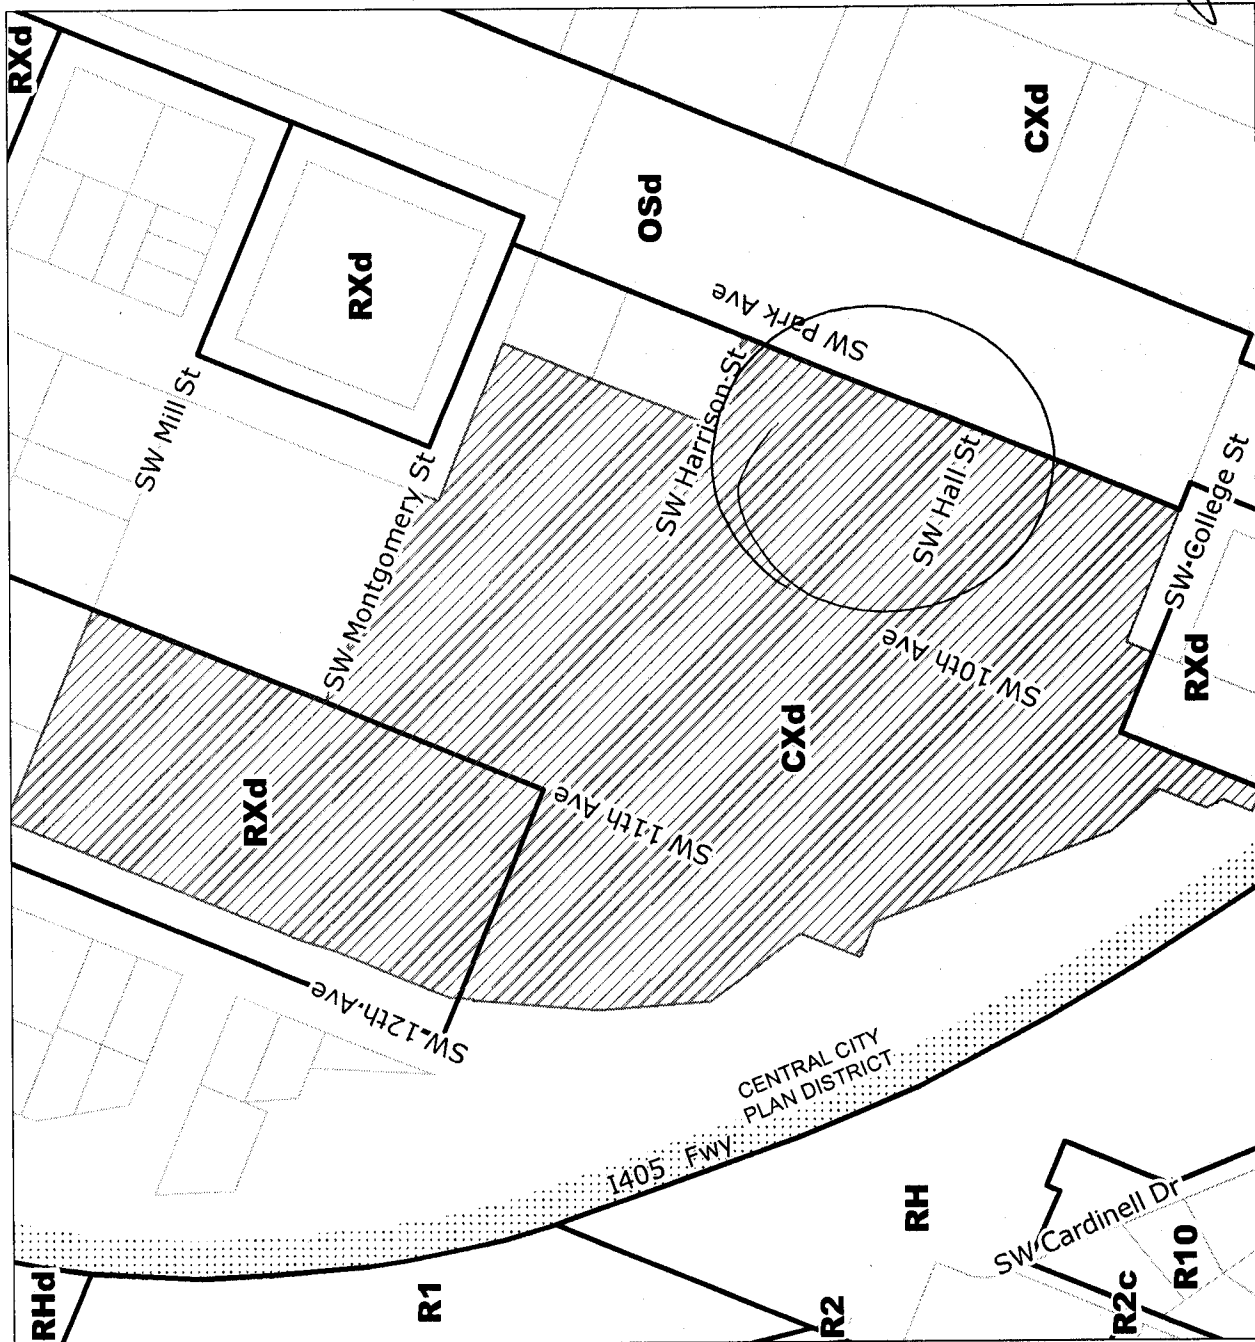 RXd
CXd
OSd
RXd
SW Park Ave
SW Mill St
SW Harrison St
SW Montgomery St
SW Hall St
SW College St
SW 10th Ave
RXd
CXd
RXd
SW 11th Ave
SW 12th Ave
CENTRAL CITY
PLAN DISTRICT
I405 Fwy
RH
SW Cardinell Dr
R10
RHd
R1
R2
R2c